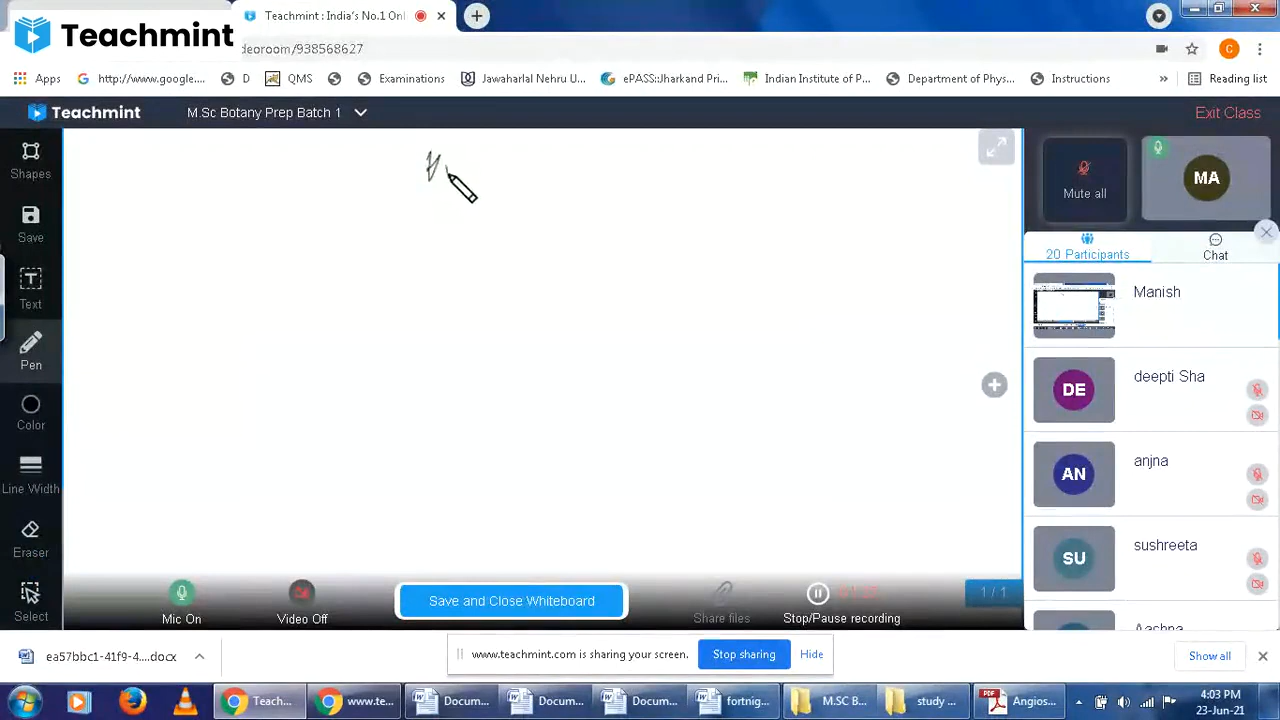 Teachmint : India's No.1 Onl
Teachmint
deoroom/938568627
G
Apps
http://www.google....
D
QMS
Examinations
Jawaharlal Nehru U...
ePASS::Jharkand Pri...
Indian Institute of P...
Department of Phys...
Instructions
»
Reading list
Teachmint
M.Sc Botany Prep Batch 1
Exit Class
Shapes
Save
Text
Pen
Color
Line Width
Eraser
Select
Mute all
MA
20 Participants
Chat
Manish
DE
deepti Sha
AN
anjna
SU
sushreeta
Aashna
Mic On
Video Off
Save and Close Whiteboard
Share files
Stop/Pause recording
1 / 1
ea57bbc1-41f9-4....docx
www.teachmint.com is sharing your screen.
Stop sharing
Hide
Show all
Teach...
www.te...
Docum...
Docum...
Docum...
fortnig...
M.SC B...
study ...
PDF
Angios...
4:03 PM
23-Jun-21